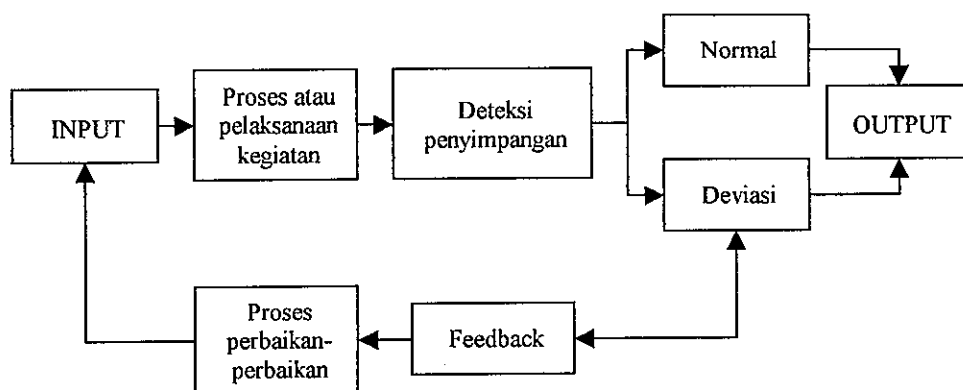 Normal
INPUT
Proses atau
pelaksanaan
kegiatan
Deteksi
penyimpangan
OUTPUT
Deviasi
Proses
perbaikan-
perbaikan
Feedback